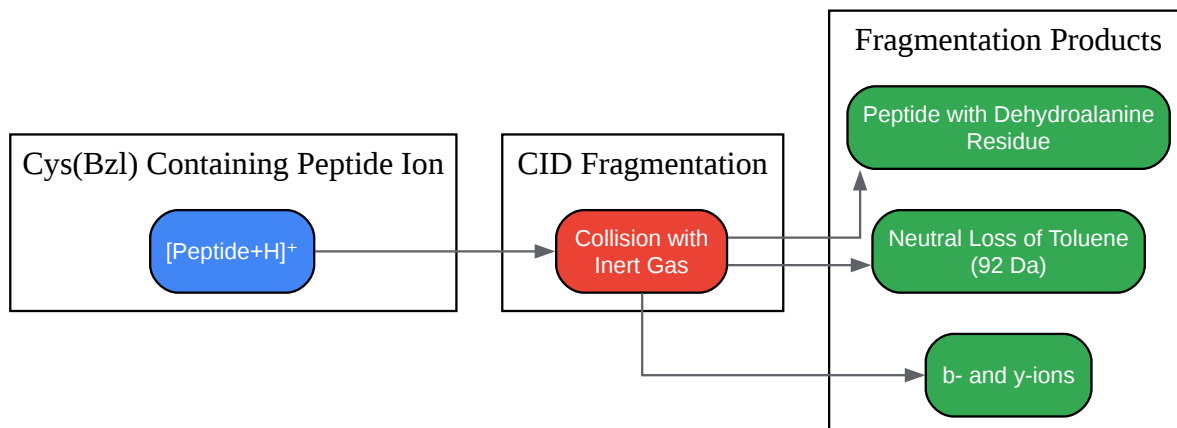 Cys(Bzl) Containing Peptide Ion
[Peptide+H]⁺
CID Fragmentation
Collision with
Inert Gas
Fragmentation Products
Peptide with Dehydroalanine
Residue
Neutral Loss of Toluene
(92 Da)
b- and y-ions